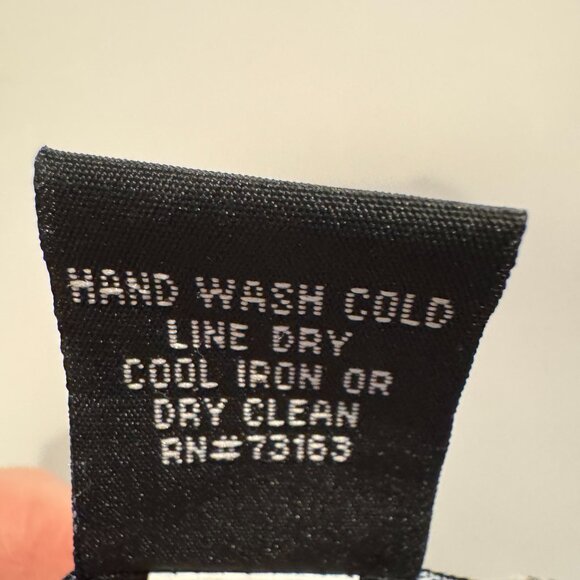 HAND WASH COLD
LINE DRY
COOL IRON OR
DRY CLEAN
RN#73163